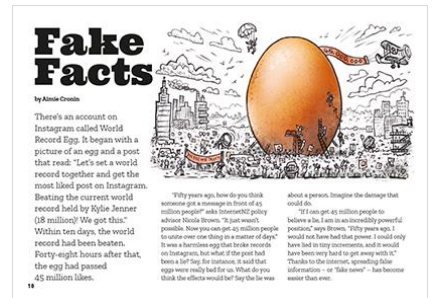 Fake
Facts
by Aimie Cronin
There's an account on
Instagram called World
Record Egg. It began with a
picture of an egg and a post
that read: "Let's set a world
record together and get the
most liked post on Instagram.
Beating the current world
record held by Kylie Jenner
(18 million)! We got this."
Within ten days, the world
record had been beaten.
Forty-eight hours after that,
the egg had passed
45 million likes.
"Fifty years ago, how do you think
someone got a message in front of 45
million people?" asks InternetNZ policy
advisor Nicola Brown. "It just wasn't
possible. Now you can get 45 million people
to unite over one thing in a matter of days."
It was a harmless egg that broke records
on Instagram, but what if the post had
been a lie? Say, for instance, it said that
eggs were really bad for us. What do you
think the effects would be? Say the lie was
about a person. Imagine the damage that
could do.
"If I can get 45 million people to
believe a lie, I am in an incredibly powerful
position," says Brown. "Fifty years ago, I
would not have had that power. I could only
have lied in tiny increments, and it would
have been very hard to get away with it."
Thanks to the internet, spreading false
information – or "fake news" – has become
easier than ever.
18